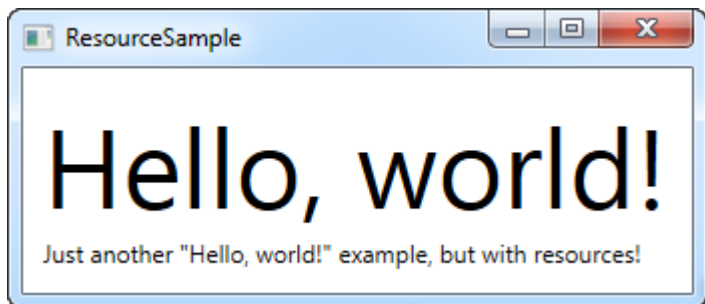 ResourceSample
Hello, world!
Just another "Hello, world!" example, but with resources!